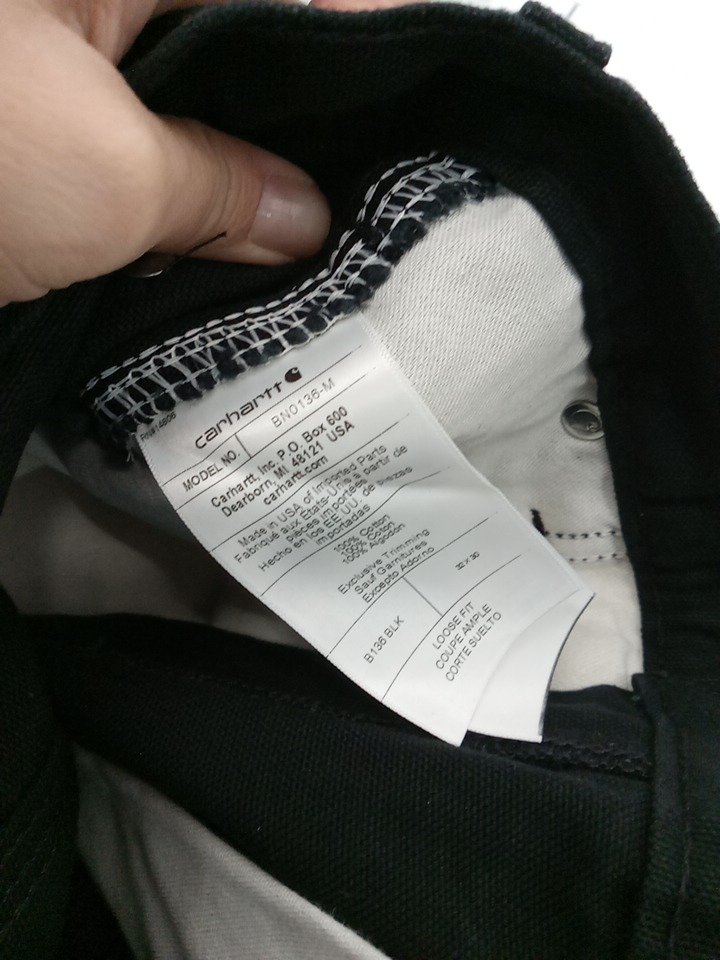 carhartt
MODEL NO. BN0136-M
Carhartt, Inc. P.O. Box 600
Dearborn, MI, 48121 USA
carhartt.com
Made in USA of Imported Parts
Fabriqué aux États-Unis à partir de
pièces importées
Hecho en los EE.UU. de piezas
importadas
100% Cotton
100% Coton
100% Algodon
Exclusive Trimming
Sauf Garnitures
Excepto Adorno
32 X 30
B136 BLK
LOOSE FIT
COUPE AMPLE
CORTE SUELTO